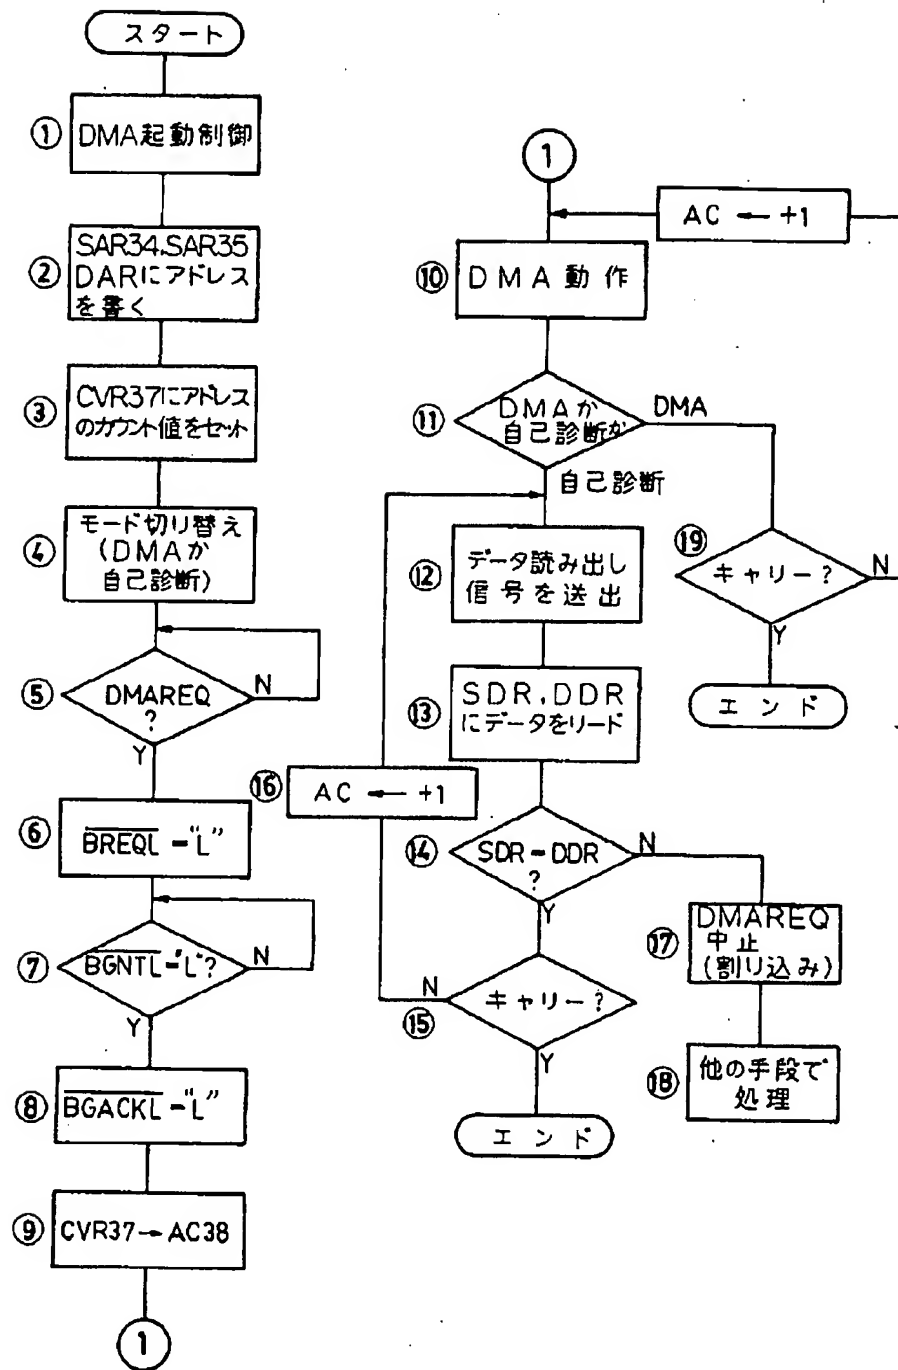 スタート
① DMA起動制御
② SAR34,SAR35
DARにアドレス
を書く
③ CVR37にアドレス
のカウント値をセット
④ モード切り替え
(DMAか
自己診断)
⑤ DMAREQ
?
N
Y
⑥ BREQL="L"
⑦ BGNTL="L"?
N
Y
⑧ BGACKL="L"
⑨ CVR37→AC38
1
1
AC ← +1
⑩ DMA動作
⑪ DMAか
自己診断か
DMA
自己診断
⑫ データ読み出し
信号を送出
⑬ SDR,DDR
にデータをリード
⑭ SDR=DDR
?
N
Y
⑮ キャリー?
N
Y
エンド
⑯ AC ← +1
⑰ DMAREQ
中止
(割り込み)
⑱ 他の手段で
処理
⑲ キャリー?
N
Y
エンド